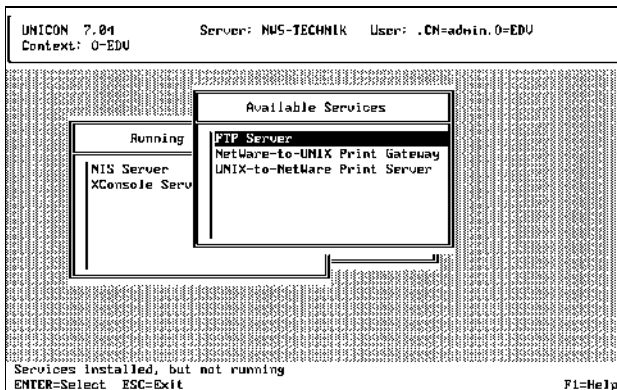 UNICON 7.04 Server: NWS-TECHNIK User: .CN=admin.O=EDV
Context: O=EDV
Available Services
Running
FTP Server
NetWare-to-UNIX Print Gateway
UNIX-to-NetWare Print Server
NIS Server
XConsole Serv
Services installed, but not running
ENTER=Select ESC=Exit F1=Help